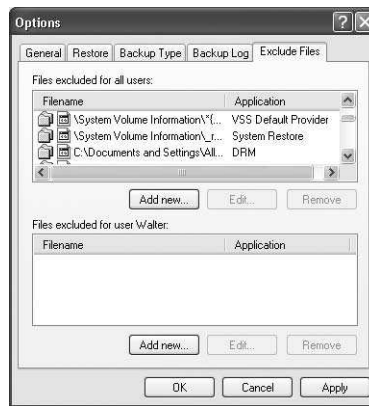 Options
General Restore Backup Type Backup Log Exclude Files
Files excluded for all users:
Filename Application
\System Volume Information\*{... VSS Default Provider
\System Volume Information\_r... System Restore
C:\Documents and Settings\All... DRM
Add new... Edit... Remove
Files excluded for user Walter:
Filename Application
Add new... Edit... Remove
OK Cancel Apply